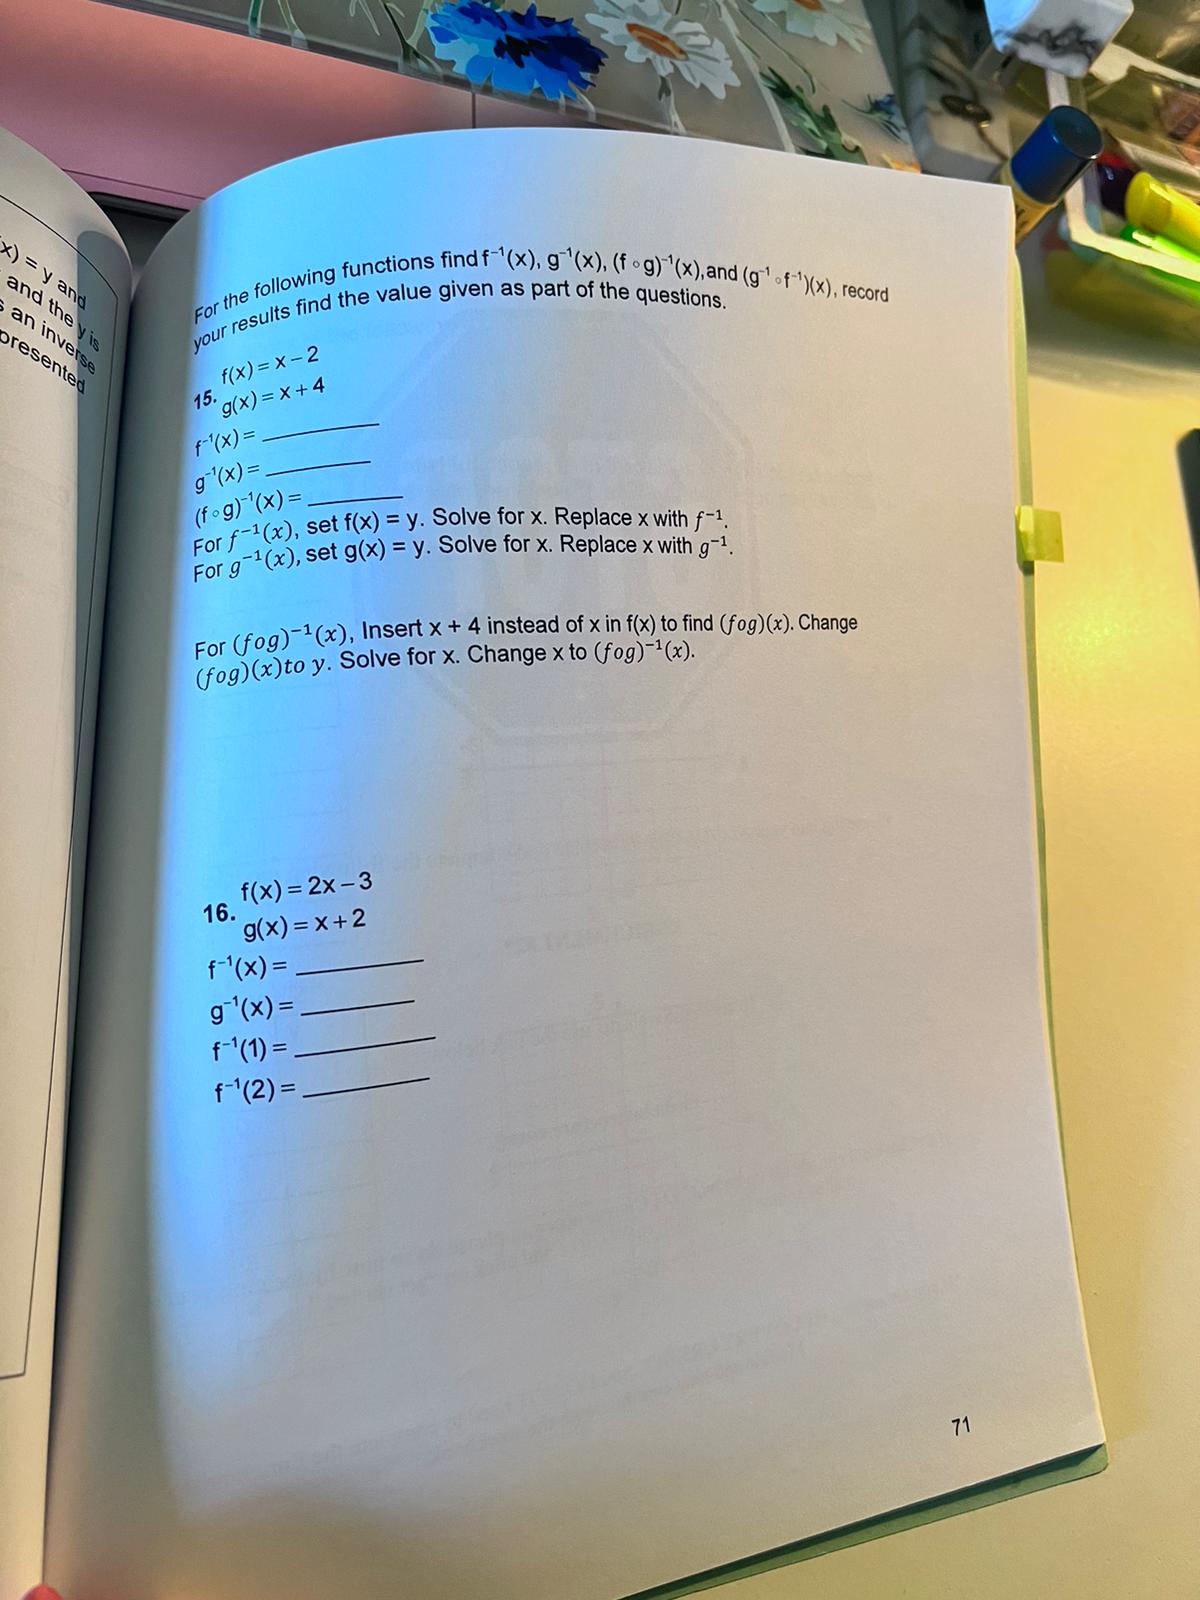 x) = y and
and the y is
s an inverse
presented
For the following functions find f⁻¹(x), g⁻¹(x), (f ∘ g)⁻¹(x), and (g⁻¹ ∘ f⁻¹)(x), record
your results find the value given as part of the questions.
f(x) = x − 2
15.
g(x) = x + 4
f⁻¹(x) = ________
g⁻¹(x) = ________
(f ∘ g)⁻¹(x) = ________
For f⁻¹(x), set f(x) = y. Solve for x. Replace x with f⁻¹.
For g⁻¹(x), set g(x) = y. Solve for x. Replace x with g⁻¹.
For (fog)⁻¹(x), Insert x + 4 instead of x in f(x) to find (fog)(x). Change
(fog)(x)to y. Solve for x. Change x to (fog)⁻¹(x).
f(x) = 2x − 3
16.
g(x) = x + 2
f⁻¹(x) = ________
g⁻¹(x) = ________
f⁻¹(1) = ________
f⁻¹(2) = ________
71